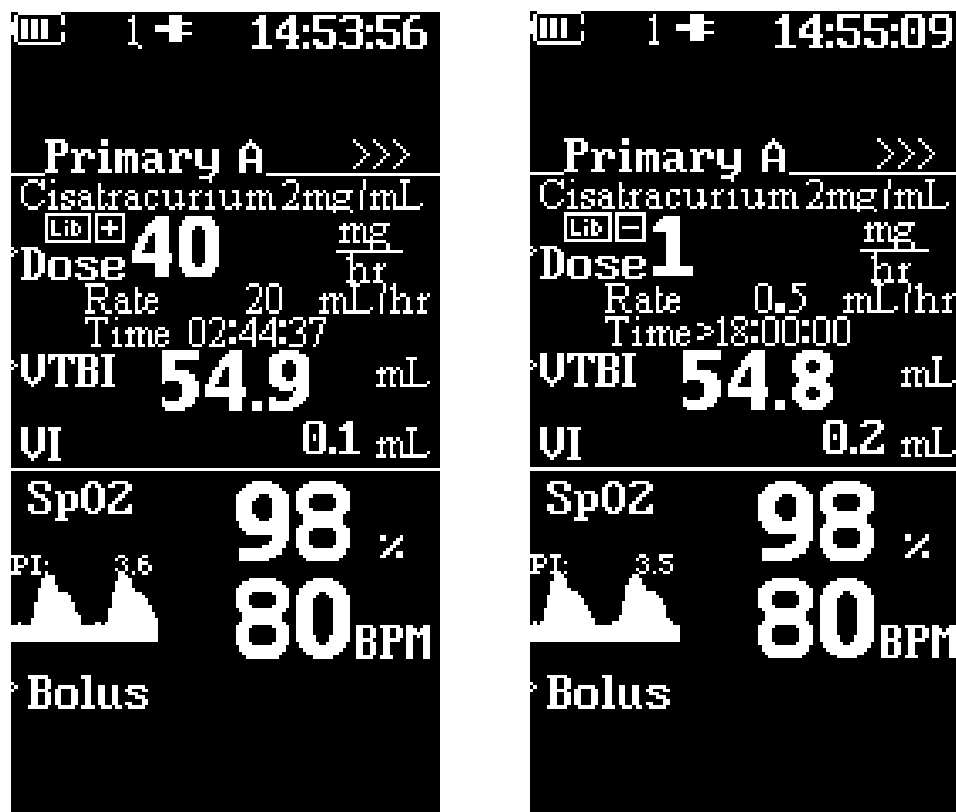 1 14:53:56
Primary A >>>
Cisatracurium 2mg/mL
Lib + 
Dose 40 mg/hr
Rate 20 mL/hr
Time 02:44:37
VTBI 54.9 mL
VI 0.1 mL
SpO2 98 %
PI: 3.6
80 BPM
Bolus
1 14:55:09
Primary A >>>
Cisatracurium 2mg/mL
Lib -
Dose 1 mg/hr
Rate 0.5 mL/hr
Time >18:00:00
VTBI 54.8 mL
VI 0.2 mL
SpO2 98 %
PI: 3.5
80 BPM
Bolus